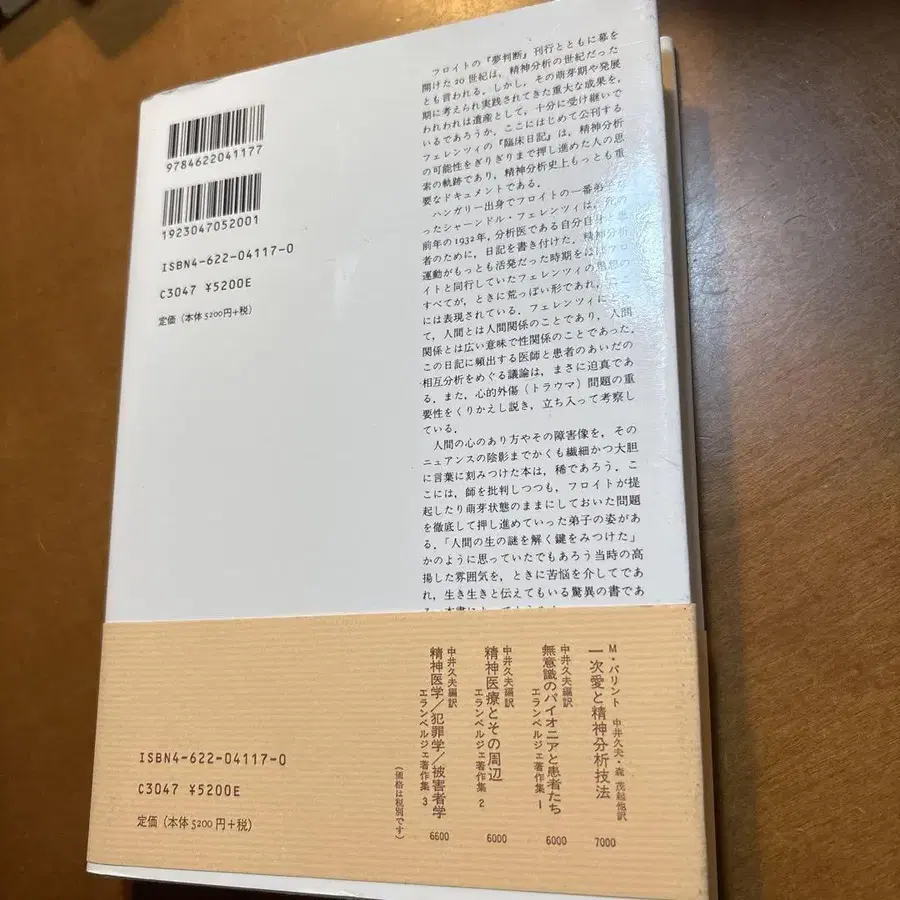 9784622041177
1923047052001
ISBN4-622-04117-0
C3047 ¥5200E
定価（本体5200円+税）
フロイトの『夢判断』刊行とともに幕を
開けた20世紀は，精神分析の世紀だった
とも言われる．しかし，その萌芽期や発展
期に考えられ実践されてきた重大な成果を，
われわれは遺産として，十分に受け継いで
いるであろうか．ここにはじめて公刊する
フェレンツィの『臨床日記』は，精神分析
の可能性をぎりぎりまで押し進めた人の思
索の軌跡であり，精神分析史上もっとも重
要なドキュメントである．
ハンガリー出身でフロイトの一番弟子だ
ったシャーンドル・フェレンツィは，死の
前年の1932年，分析医である自分自身と患
者のために，日記を書き付けた．精神分析
運動がもっとも活発だった時期を
イトと同行していたフェレンツィの思想の
すべてが，ときに荒っぽい形であれ，
には表現されている．フェレンツィに
て，人間とは人間関係のことであり，人間
関係とは広い意味で性関係のことであった．
この日記に頻出する医師と患者のあいだの
相互分析をめぐる議論は，まさに迫真であ
る．また，心的外傷（トラウマ）問題の重
要性をくりかえし説き，立ち入って考察し
ている．
人間の心のあり方やその障害像を，その
ニュアンスの陰影までかくも繊細かつ大胆
に言葉に刻みつけた本は，稀であろう．こ
こには，師を批判しつつも，フロイトが提
起したり萌芽状態のままにしておいた問題
を徹底して押し進めていった弟子の姿があ
る．「人間の生の謎を解く鍵をみつけた」
かのように思っていたでもあろう当時の高
揚した雰囲気を，ときに苦悩を介してであ
れ，生き生きと伝えてもいる驚異の書であ
M・バリント 中井久夫・森 茂起他訳
一次愛と精神分析技法 7000
中井久夫編訳
無意識のパイオニアと患者たち
エランベルジェ著作集 1 6000
中井久夫編訳
精神医療とその周辺
エランベルジェ著作集 2 6000
中井久夫編訳
精神医学／犯罪学／被害者学
エランベルジェ著作集 3 6600
（価格は税別です）
ISBN4-622-04117-0
C3047 ¥5200E
定価（本体5200円+税）